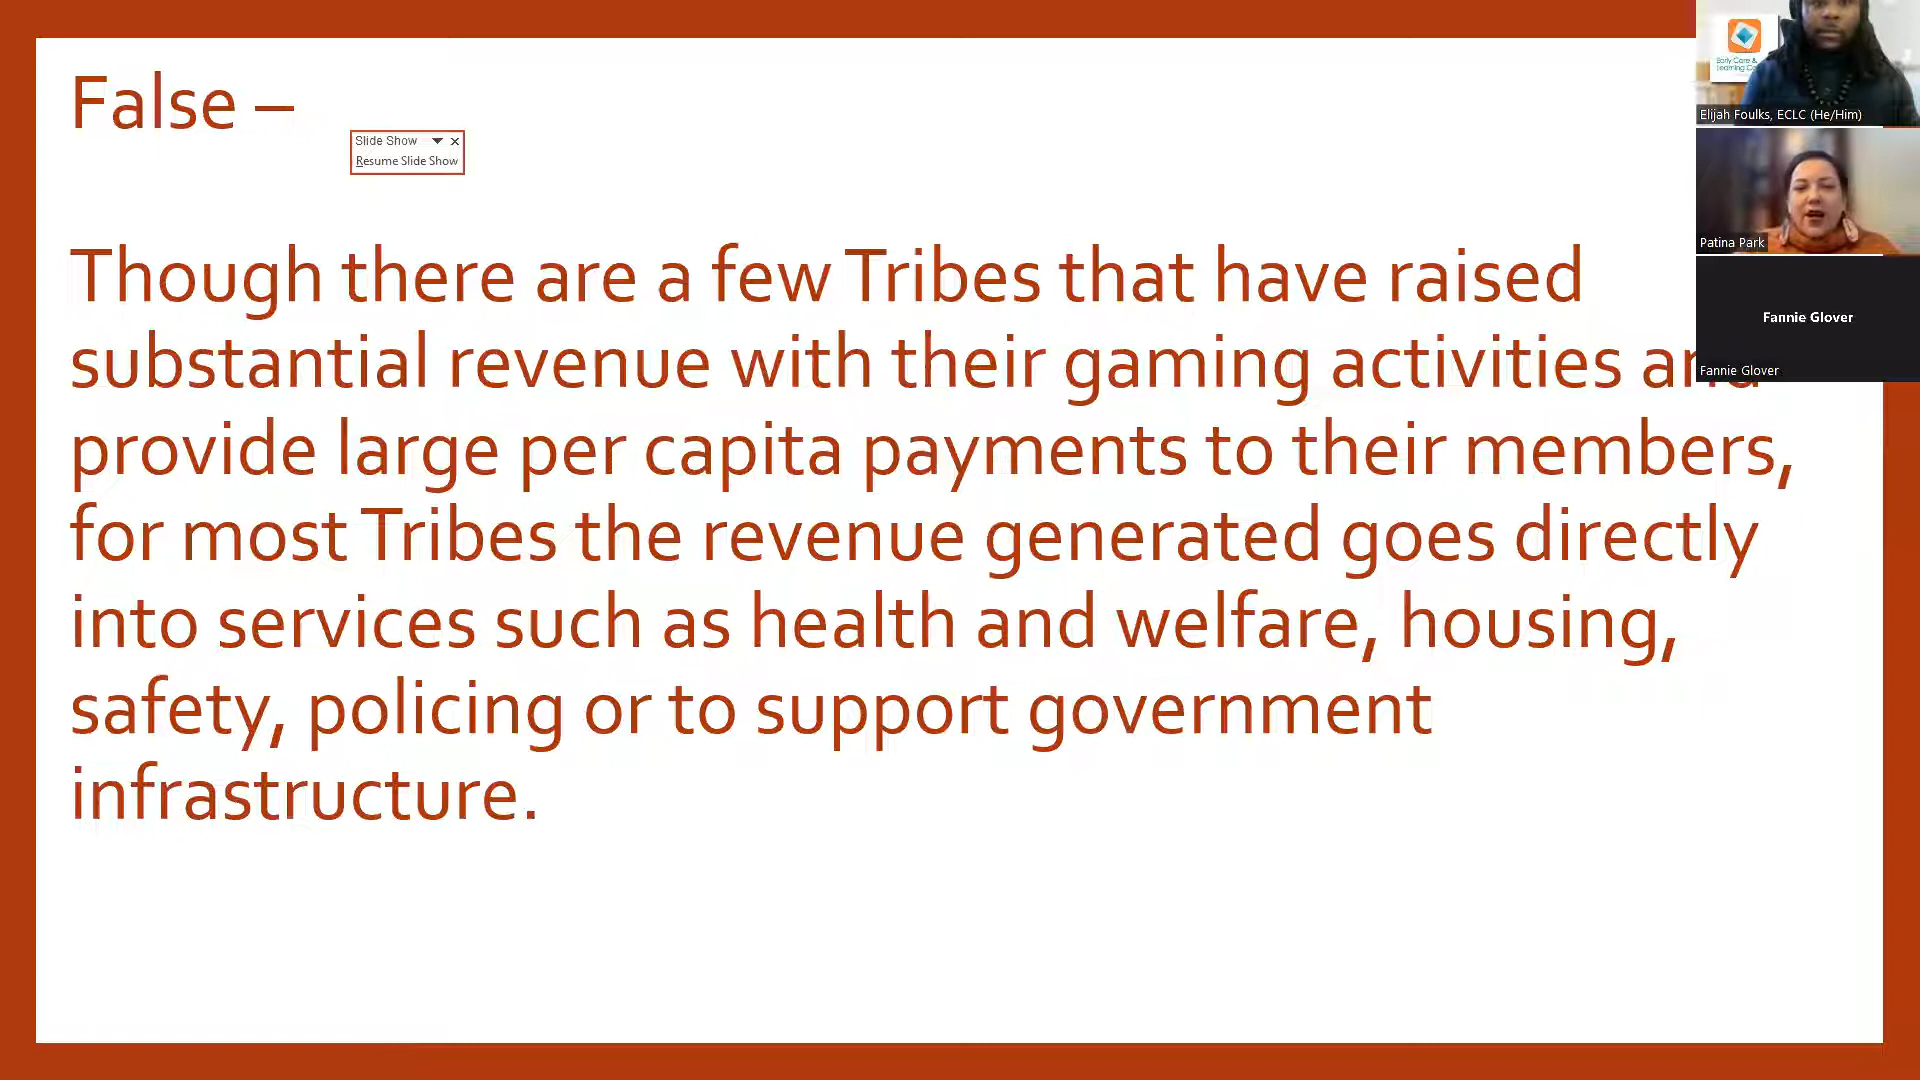 False –
Slide Show
Resume Slide Show
Though there are a few Tribes that have raised
substantial revenue with their gaming activities and
provide large per capita payments to their members,
for most Tribes the revenue generated goes directly
into services such as health and welfare, housing,
safety, policing or to support government
infrastructure.
Early Care &
Learning
Elijah Foulks, ECLC (He/Him)
Patina Park
Fannie Glover
Fannie Glover